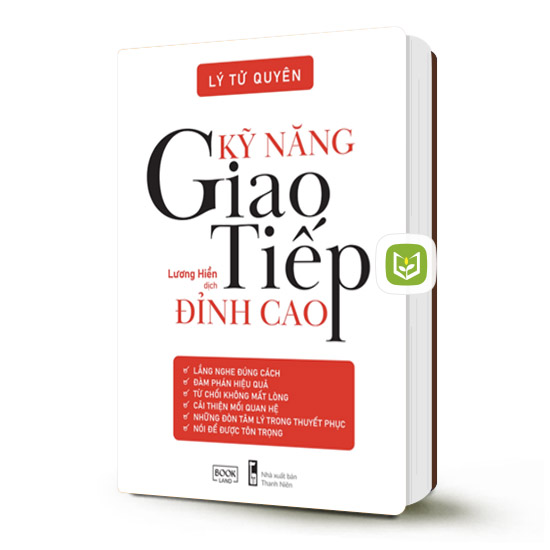 LÝ TỬ QUYÊN
KỸ NĂNG
Giao
Tiếp
Lương Hiền
dịch
ĐỈNH CAO
LẮNG NGHE ĐÚNG CÁCH
ĐÀM PHÁN HIỆU QUẢ
TỪ CHỐI KHÔNG MẤT LÒNG
CẢI THIỆN MỐI QUAN HỆ
NHỮNG ĐÒN TÂM LÝ TRONG THUYẾT PHỤC
NÓI ĐỂ ĐƯỢC TÔN TRỌNG
BOOK
LAND
Nhà xuất bản
Thanh Niên